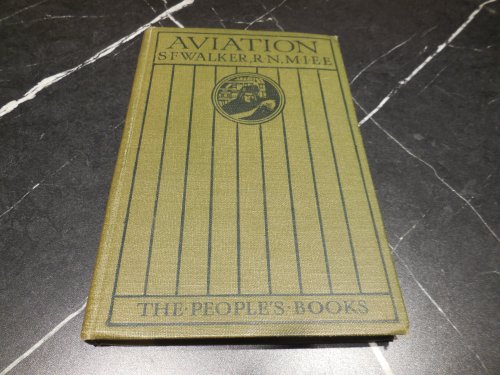 AVIATION
S.F.WALKER, R.N., M.I.E.E
THE·PEOPLE'S·BOOKS